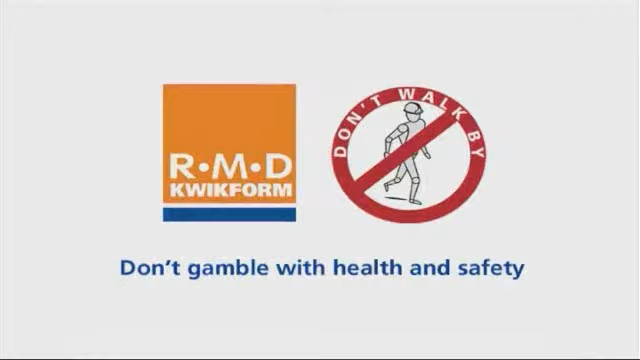 R•M•D
KWIKFORM
DON'T WALK BY
Don't gamble with health and safety